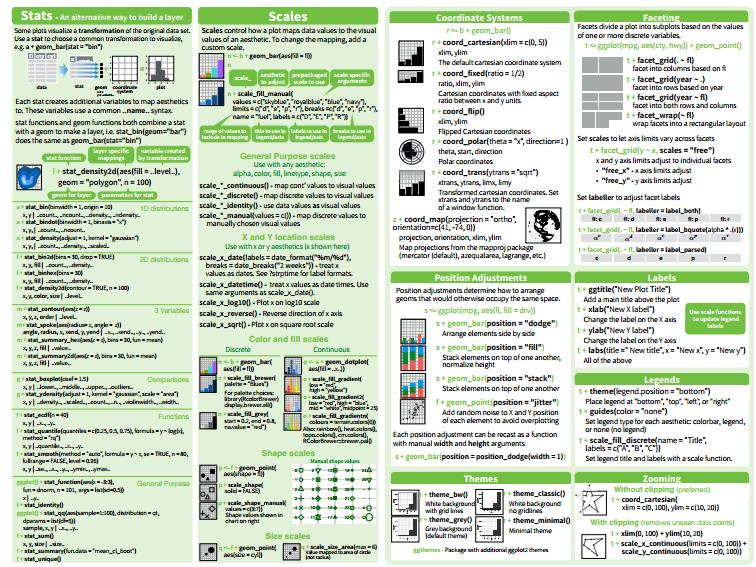 Stats - An alternative way to build a layer
Some plots visualize a transformation of the original data set.
Use a stat to choose a common transformation to visualize,
e.g. a + geom_bar(stat = "bin")
data
stat
geom
coordinate system
plot
Each stat creates additional variables to map aesthetics
to. These variables use a common ..name.. syntax.
stat functions and geom functions both combine a stat
with a geom to make a layer, i.e. stat_bin(geom="bar")
does the same as geom_bar(stat="bin")
stat function
layer specific mappings
variable created by transformation
i + stat_density2d(aes(fill = ..level..),
geom = "polygon", n = 100)
geom for layer
parameters for stat
a + stat_bin(binwidth = 1, origin = 10)
1D distributions
x, y | ..count.., ..ncount.., ..density.., ..ndensity..
a + stat_bindot(binwidth = 1, binaxis = "x")
x, y, | ..count.., ..ncount..
a + stat_density(adjust = 1, kernel = "gaussian")
x, y, | ..count.., ..density.., ..scaled..
f + stat_bin2d(bins = 30, drop = TRUE)
2D distributions
x, y, fill | ..count.., ..density..
f + stat_binhex(bins = 30)
x, y, fill | ..count.., ..density..
f + stat_density2d(contour = TRUE, n = 100)
x, y, color, size | ..level..
m + stat_contour(aes(z = z))
3 Variables
x, y, z, order | ..level..
m + stat_spoke(aes(radius= z, angle = z))
angle, radius, x, xend, y, yend | ..x.., ..xend.., ..y.., ..yend..
m + stat_summary_hex(aes(z = z), bins = 30, fun = mean)
x, y, z, fill | ..value..
m + stat_summary2d(aes(z = z), bins = 30, fun = mean)
x, y, z, fill | ..value..
g + stat_boxplot(coef = 1.5)
Comparisons
x, y | ..lower.., ..middle.., ..upper.., ..outliers..
g + stat_ydensity(adjust = 1, kernel = "gaussian", scale = "area")
x, y | ..density.., ..scaled.., ..count.., ..n.., ..violinwidth.., ..width..
f + stat_ecdf(n = 40)
Functions
x, y | ..x.., ..y..
f + stat_quantile(quantiles = c(0.25, 0.5, 0.75), formula = y ~ log(x),
method = "rq")
x, y | ..quantile.., ..x.., ..y..
f + stat_smooth(method = "auto", formula = y ~ x, se = TRUE, n = 80,
fullrange = FALSE, level = 0.95)
x, y | ..se.., ..x.., ..y.., ..ymin.., ..ymax..
ggplot() + stat_function(aes(x = -3:3),
General Purpose
fun = dnorm, n = 101, args = list(sd=0.5))
x | ..y..
f + stat_identity()
ggplot() + stat_qq(aes(sample=1:100), distribution = qt,
dparams = list(df=5))
sample, x, y | ..x.., ..y..
f + stat_sum()
x, y, size | ..size..
f + stat_summary(fun.data = "mean_cl_boot")
f + stat_unique()
Scales
Scales control how a plot maps data values to the visual
values of an aesthetic. To change the mapping, add a
custom scale.
n <- b + geom_bar(aes(fill = fl))
n
scale_
aesthetic to adjust
prepackaged scale to use
scale specific arguments
n + scale_fill_manual(
values = c("skyblue", "royalblue", "blue", "navy"),
limits = c("d", "e", "p", "r"), breaks =c("d", "e", "p", "r"),
name = "fuel", labels = c("D", "E", "P", "R"))
range of values to include in mapping
title to use in legend/axis
labels to use in legend/axis
breaks to use in legend/axis
General Purpose scales
Use with any aesthetic:
alpha, color, fill, linetype, shape, size
scale_*_continuous() - map cont' values to visual values
scale_*_discrete() - map discrete values to visual values
scale_*_identity() - use data values as visual values
scale_*_manual(values = c()) - map discrete values to
manually chosen visual values
X and Y location scales
Use with x or y aesthetics (x shown here)
scale_x_date(labels = date_format("%m/%d"),
breaks = date_breaks("2 weeks")) - treat x
values as dates. See ?strptime for label formats.
scale_x_datetime() - treat x values as date times. Use
same arguments as scale_x_date().
scale_x_log10() - Plot x on log10 scale
scale_x_reverse() - Reverse direction of x axis
scale_x_sqrt() - Plot x on square root scale
Color and fill scales
Discrete
Continuous
n <- b + geom_bar(
aes(fill = fl))
n + scale_fill_brewer(
palette = "Blues")
For palette choices:
library(RColorBrewer)
display.brewer.all()
n + scale_fill_grey(
start = 0.2, end = 0.8,
na.value = "red")
o <- a + geom_dotplot(
aes(fill = ..x..))
o + scale_fill_gradient(
low = "red",
high = "yellow")
o + scale_fill_gradient2(
low = "red", high = "blue",
mid = "white", midpoint = 25)
o + scale_fill_gradientn(
colours = terrain.colors(6))
Also: rainbow(), heat.colors(),
topo.colors(), cm.colors(),
RColorBrewer::brewer.pal()
Shape scales
p <- f + geom_point(
aes(shape = fl))
p + scale_shape(
solid = FALSE)
p + scale_shape_manual(
values = c(3:7))
Shape values shown in
chart on right
Manual shape values
Size scales
q <- f + geom_point(
aes(size = cyl))
q + scale_size_area(max = 6)
Value mapped to area of circle
(not radius)
Coordinate Systems
r <- b + geom_bar()
r + coord_cartesian(xlim = c(0, 5))
xlim, ylim
The default cartesian coordinate system
r + coord_fixed(ratio = 1/2)
ratio, xlim, ylim
Cartesian coordinates with fixed aspect
ratio between x and y units
r + coord_flip()
xlim, ylim
Flipped Cartesian coordinates
r + coord_polar(theta = "x", direction=1 )
theta, start, direction
Polar coordinates
r + coord_trans(ytrans = "sqrt")
xtrans, ytrans, limx, limy
Transformed cartesian coordinates. Set
xtrans and ytrans to the name
of a window function.
z + coord_map(projection = "ortho",
orientation=c(41, -74, 0))
projection, orientation, xlim, ylim
Map projections from the mapproj package
(mercator (default), azequalarea, lagrange, etc.)
Position Adjustments
Position adjustments determine how to arrange
geoms that would otherwise occupy the same space.
s <- ggplot(mpg, aes(fl, fill = drv))
s + geom_bar(position = "dodge")
Arrange elements side by side
s + geom_bar(position = "fill")
Stack elements on top of one another,
normalize height
s + geom_bar(position = "stack")
Stack elements on top of one another
f + geom_point(position = "jitter")
Add random noise to X and Y position
of each element to avoid overplotting
Each position adjustment can be recast as a function
with manual width and height arguments
s + geom_bar(position = position_dodge(width = 1))
Themes
r + theme_bw()
White background
with grid lines
r + theme_grey()
Grey background
(default theme)
r + theme_classic()
White background
no gridlines
r + theme_minimal()
Minimal theme
ggthemes - Package with additional ggplot2 themes
Faceting
Facets divide a plot into subplots based on the values
of one or more discrete variables.
t <- ggplot(mpg, aes(cty, hwy)) + geom_point()
t + facet_grid(. ~ fl)
facet into columns based on fl
t + facet_grid(year ~ .)
facet into rows based on year
t + facet_grid(year ~ fl)
facet into both rows and columns
t + facet_wrap(~ fl)
wrap facets into a rectangular layout
Set scales to let axis limits vary across facets
t + facet_grid(y ~ x, scales = "free")
x and y axis limits adjust to individual facets
• "free_x" - x axis limits adjust
• "free_y" - y axis limits adjust
Set labeller to adjust facet labels
t + facet_grid(. ~ fl, labeller = label_both)
fl: c fl: d fl: e fl: p fl: r
t + facet_grid(. ~ fl, labeller = label_bquote(alpha ^ .(x)))
t + facet_grid(. ~ fl, labeller = label_parsed)
c d e p r
Labels
t + ggtitle("New Plot Title")
Add a main title above the plot
t + xlab("New X label")
Change the label on the X axis
t + ylab("New Y label")
Change the label on the Y axis
t + labs(title =" New title", x = "New x", y = "New y")
All of the above
Use scale functions to update legend labels
Legends
t + theme(legend.position = "bottom")
Place legend at "bottom", "top", "left", or "right"
t + guides(color = "none")
Set legend type for each aesthetic: colorbar, legend,
or none (no legend)
t + scale_fill_discrete(name = "Title",
labels = c("A", "B", "C"))
Set legend title and labels with a scale function.
Zooming
Without clipping (preferred)
t + coord_cartesian(
xlim = c(0, 100), ylim = c(10, 20))
With clipping (removes unseen data points)
t + xlim(0, 100) + ylim(10, 20)
t + scale_x_continuous(limits = c(0, 100)) +
scale_y_continuous(limits = c(0, 100))